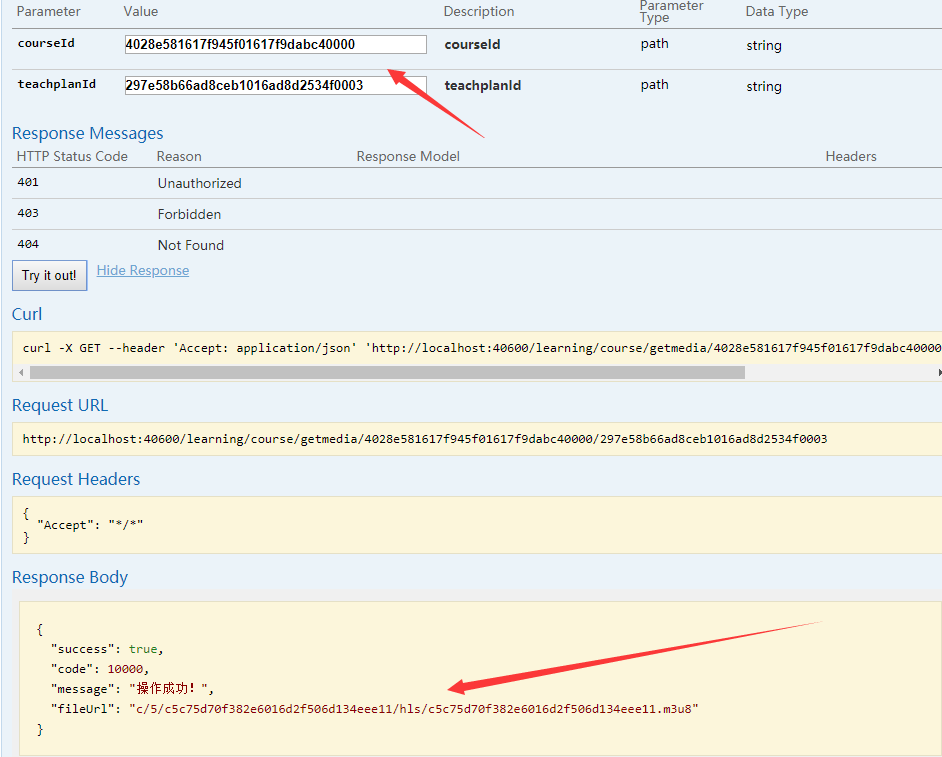 Parameter Value Description Parameter Type Data Type
courseId 4028e581617f945f01617f9dabc40000 courseId path string
teachplanId 297e58b66ad8ceb1016ad8d2534f0003 teachplanId path string
Response Messages
HTTP Status Code Reason Response Model Headers
401 Unauthorized
403 Forbidden
404 Not Found
Try it out! Hide Response
Curl
curl -X GET --header 'Accept: application/json' 'http://localhost:40600/learning/course/getmedia/4028e581617f945f01617f9dabc40000
Request URL
http://localhost:40600/learning/course/getmedia/4028e581617f945f01617f9dabc40000/297e58b66ad8ceb1016ad8d2534f0003
Request Headers
{
"Accept": "*/*"
}
Response Body
{
"success": true,
"code": 10000,
"message": "操作成功！",
"fileUrl": "c/5/c5c75d70f382e6016d2f506d134eee11/hls/c5c75d70f382e6016d2f506d134eee11.m3u8"
}